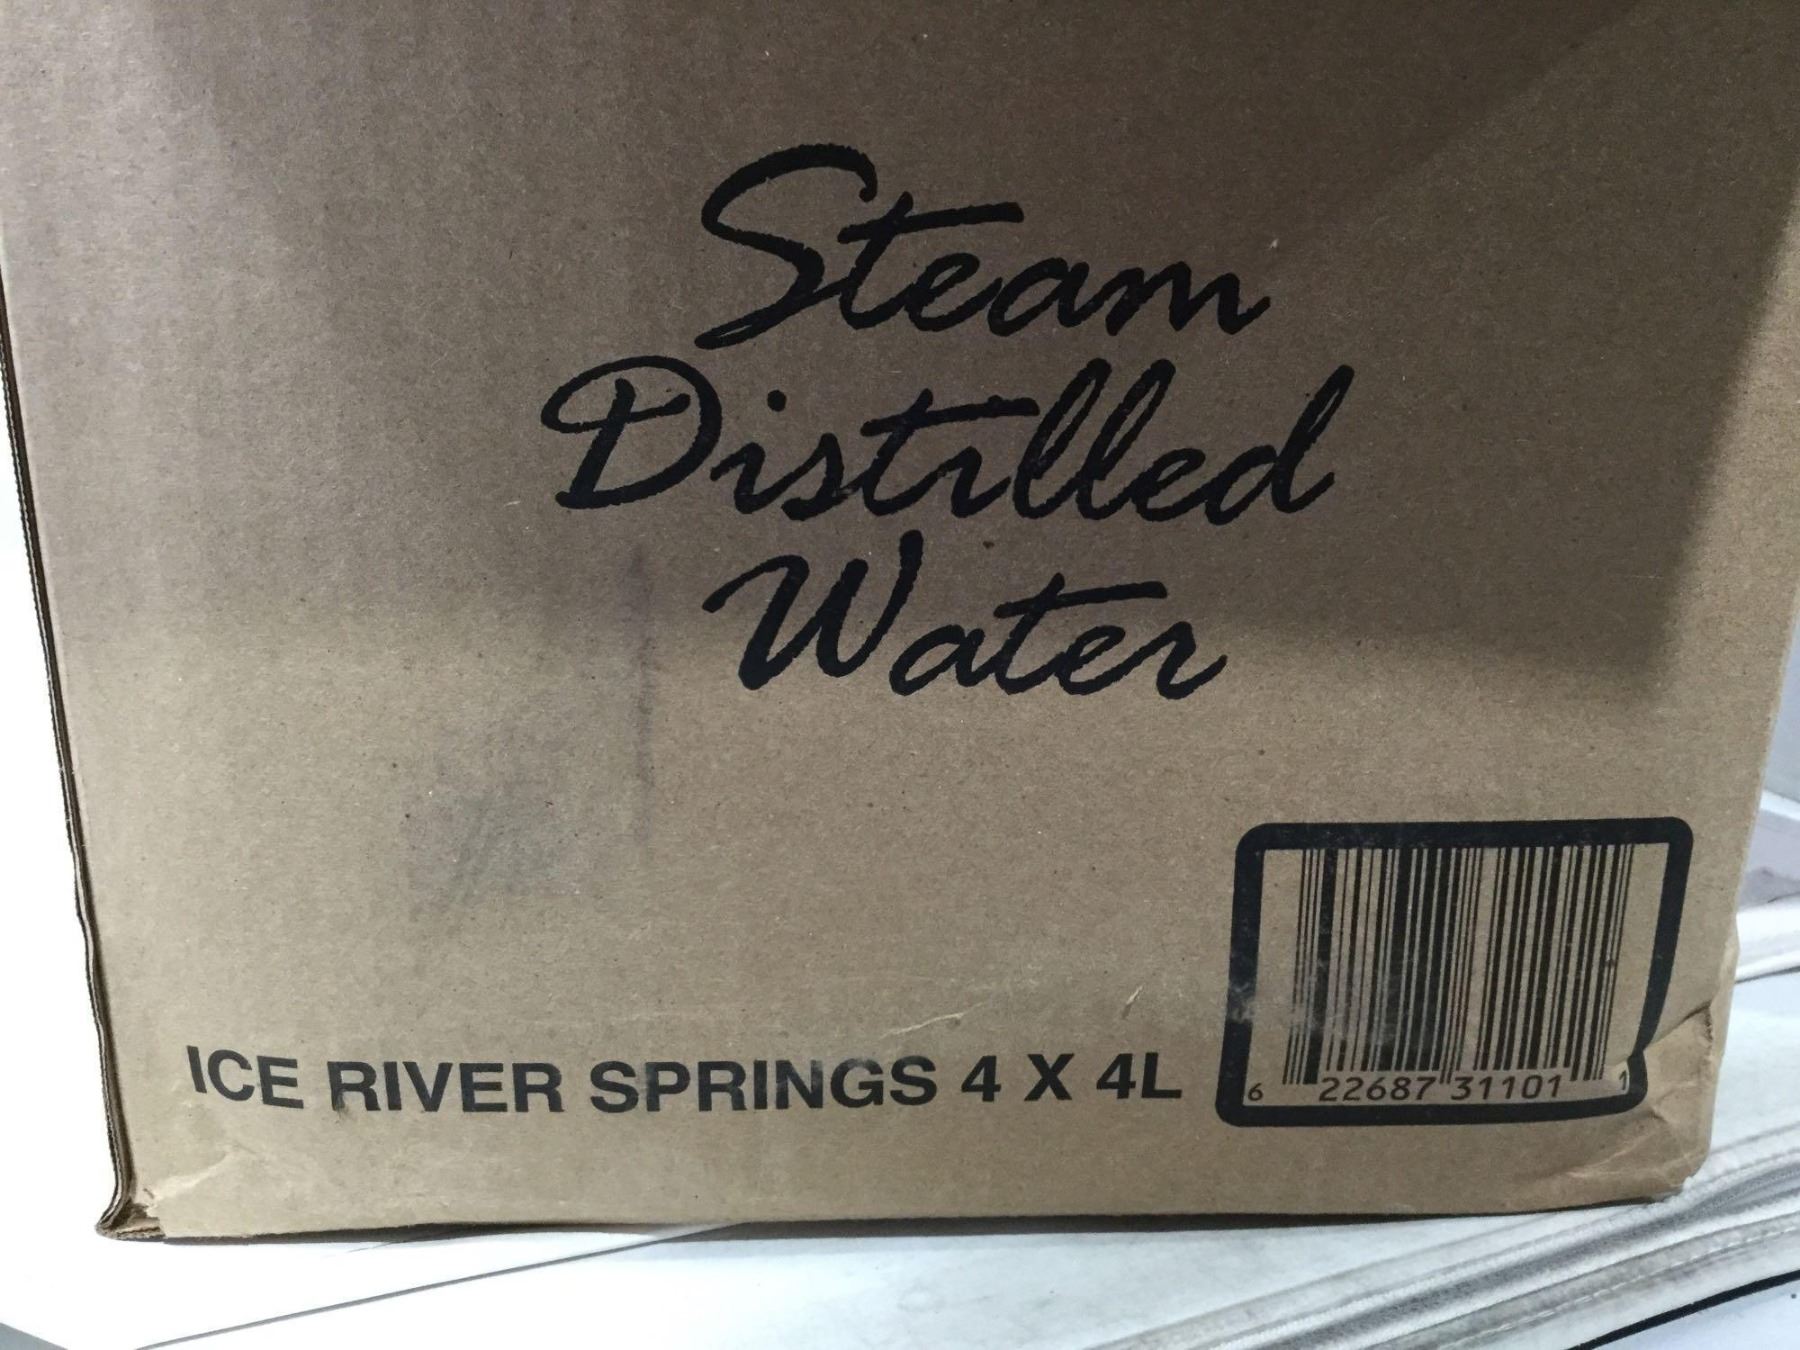 Steam
Distilled
Water
ICE RIVER SPRINGS 4 X 4L
6 22687 31101 1